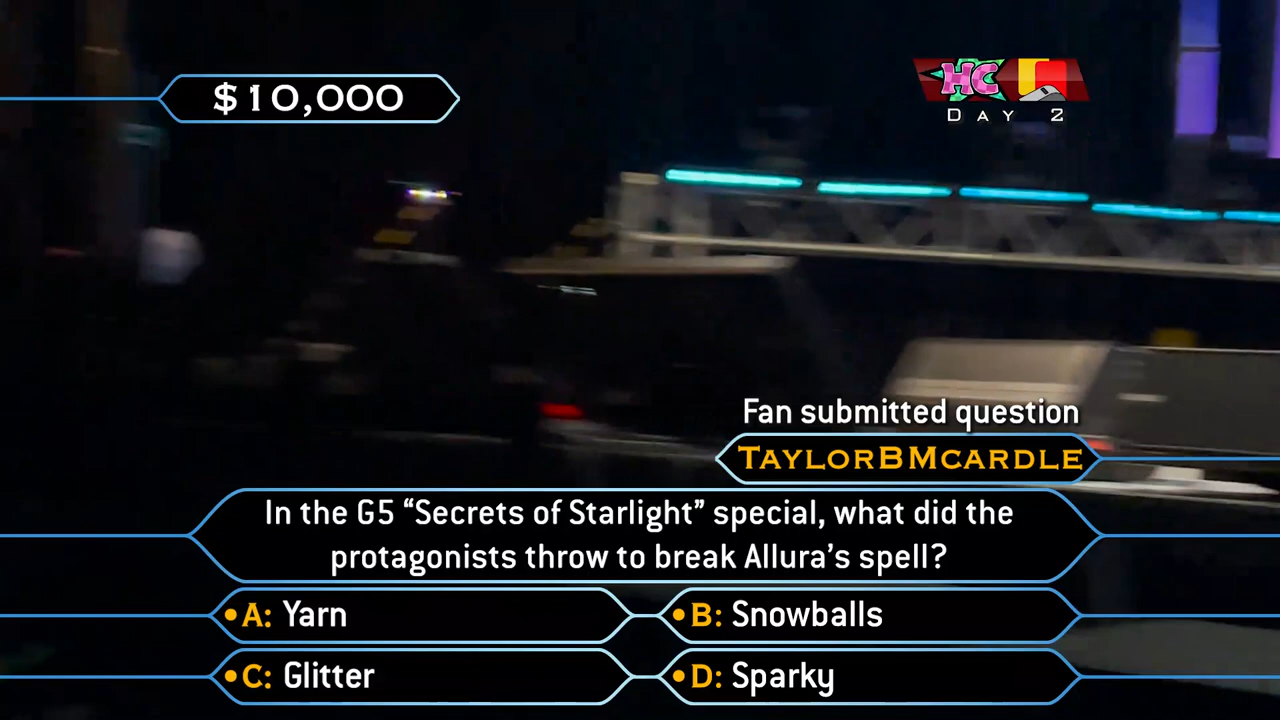 $10,000
HC
DAY 2
Fan submitted question
TAYLORBMCARDLE
In the G5 “Secrets of Starlight” special, what did the
protagonists throw to break Allura’s spell?
•A: Yarn
•B: Snowballs
•C: Glitter
•D: Sparky